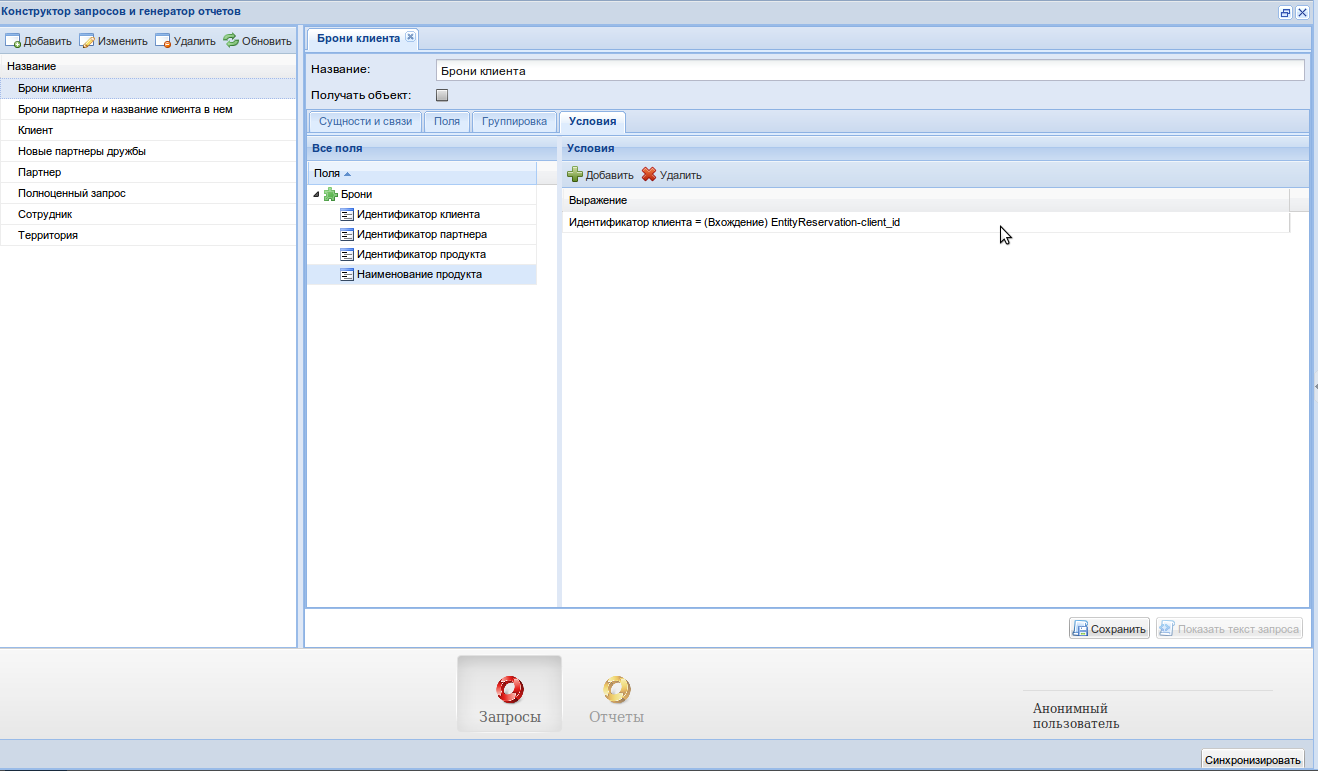 Конструктор запросов и генератор отчетов
Добавить Изменить Удалить Обновить
Название
Брони клиента
Брони партнера и название клиента в нем
Клиент
Новые партнеры дружбы
Партнер
Полноценный запрос
Сотрудник
Территория
Брони клиента
Название: Брони клиента
Получать объект:
Сущности и связи Поля Группировка Условия
Все поля
Поля
Брони
Идентификатор клиента
Идентификатор партнера
Идентификатор продукта
Наименование продукта
Условия
Добавить Удалить
Выражение
Идентификатор клиента = (Вхождение) EntityReservation-client_id
Сохранить Показать текст запроса
Запросы Отчеты
Анонимный
пользователь
Синхронизировать